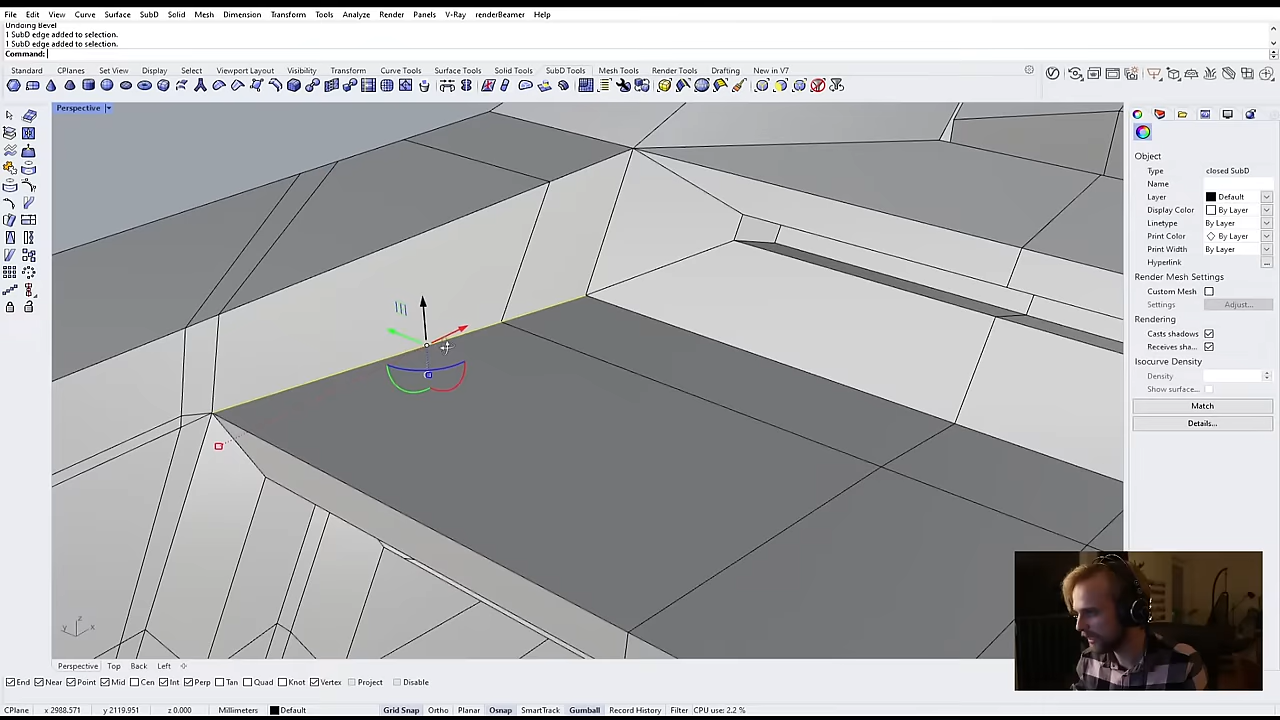 File Edit View Curve Surface SubD Solid Mesh Dimension Transform Tools Analyze Render Panels V-Ray renderBeamer Help
Undoing Bevel
1 SubD edge added to selection.
1 SubD edge added to selection.
Command:
Standard CPlanes Set View Display Select Viewport Layout Visibility Transform Curve Tools Surface Tools Solid Tools SubD Tools Mesh Tools Render Tools Drafting New in V7
Perspective
Object
Type closed SubD
Name
Layer Default
Display Color By Layer
Linetype By Layer
Print Color By Layer
Print Width By Layer
Hyperlink ...
Render Mesh Settings
Custom Mesh
Settings Adjust...
Rendering
Casts shadows
Receives sha...
Isocurve Density
Density
Show surface...
Match
Details...
z
y x
Perspective Top Back Left
End Near Point Mid Cen Int Perp Tan Quad Knot Vertex Project Disable
CPlane x 2988.571 y 2119.951 z 0.000 Millimeters Default Grid Snap Ortho Planar Osnap SmartTrack Gumball Record History Filter CPU use: 2.2 %